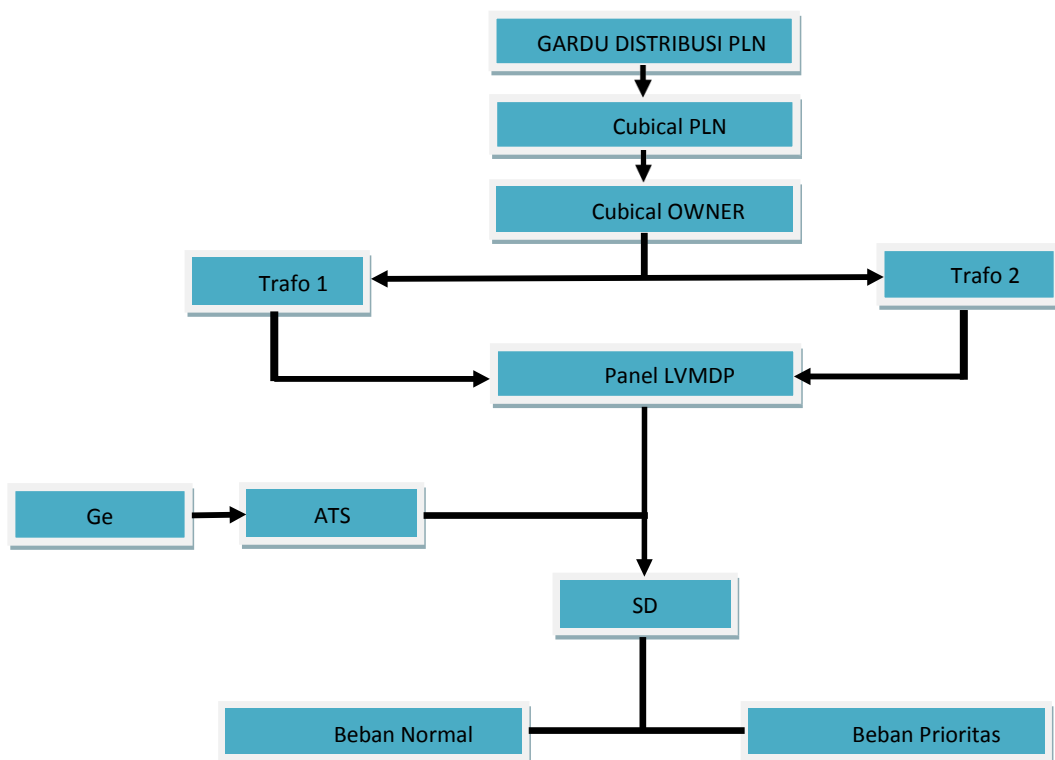 GARDU DISTRIBUSI PLN
Cubical PLN
Cubical OWNER
Trafo 1
Trafo 2
Panel LVMDP
Ge
ATS
SD
Beban Normal
Beban Prioritas